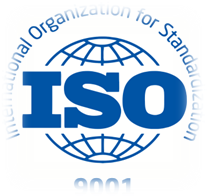 International Organization for Standardization
ISO
9001